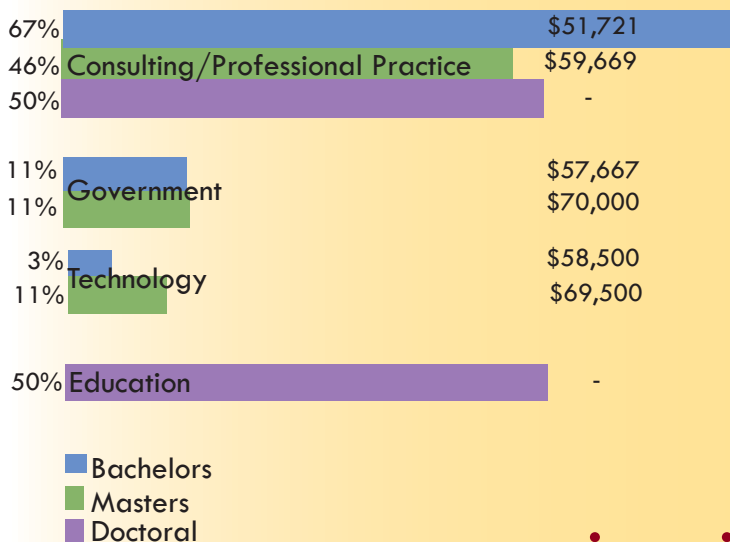 67% $51,721
46% Consulting/Professional Practice $59,669
50% -
11% $57,667
Government
11% $70,000
3% $58,500
Technology
11% $69,500
50% Education -
Bachelors
Masters
Doctoral